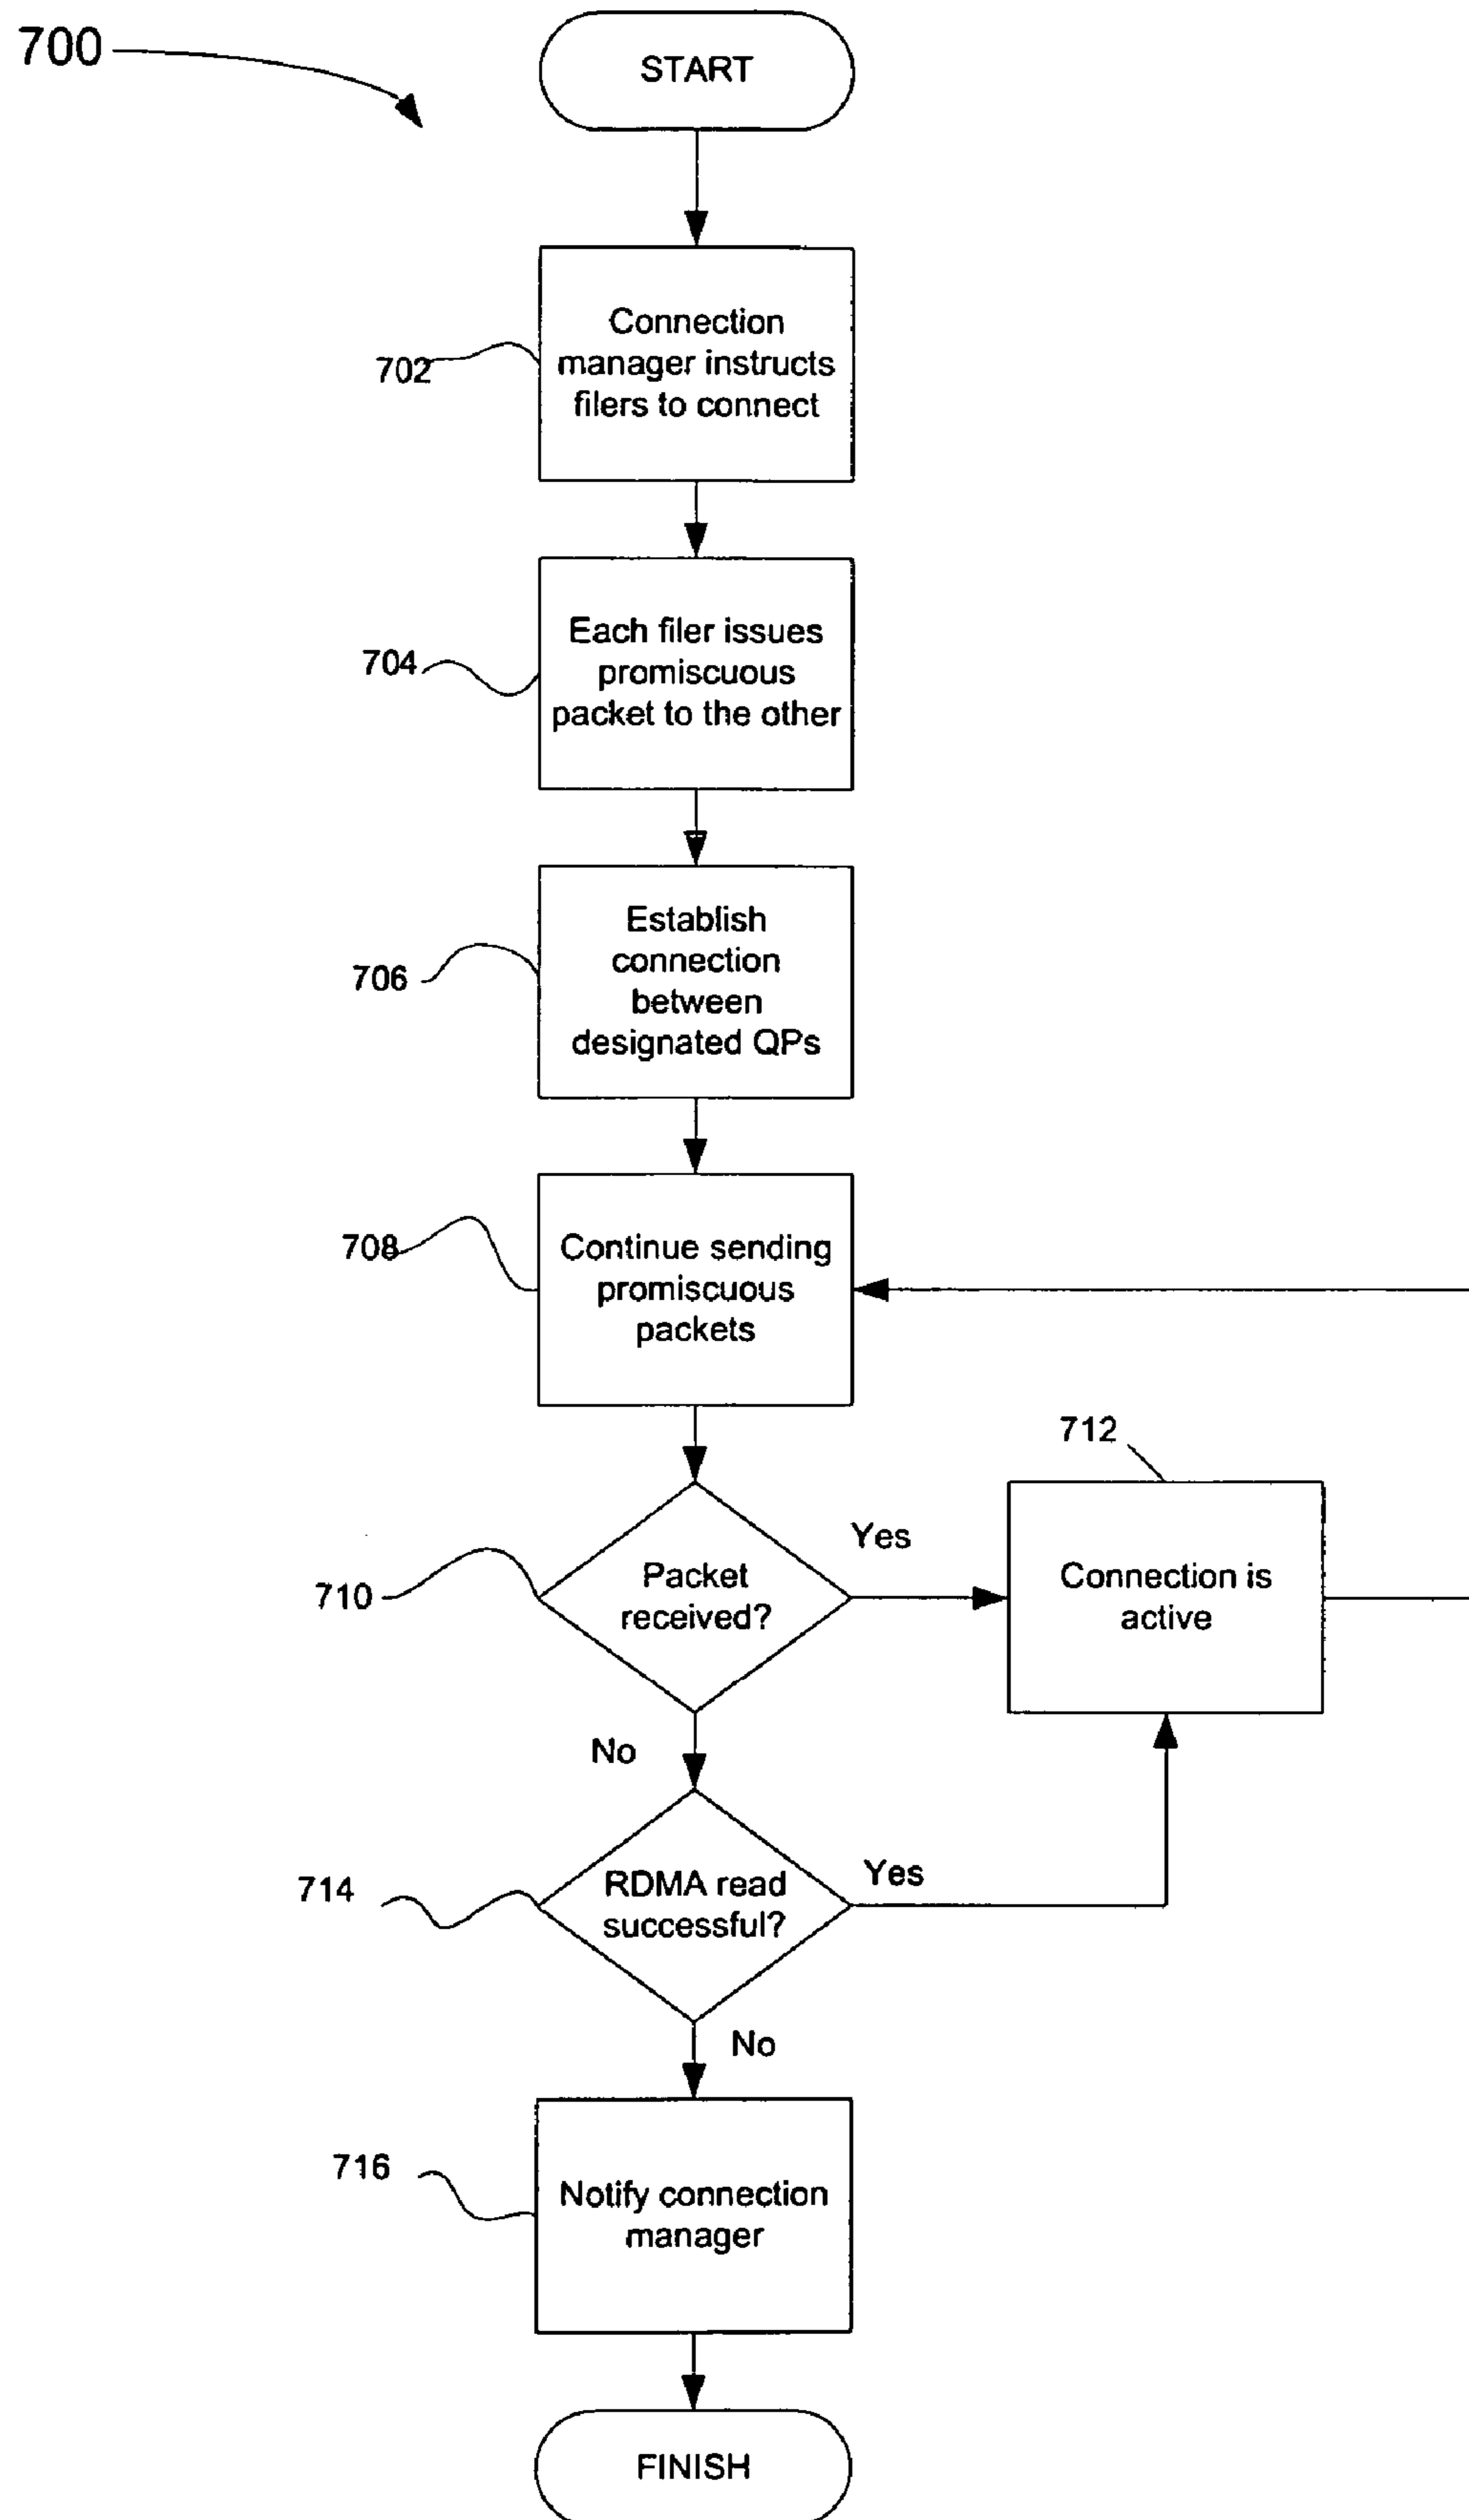 700
START
702
Connection
manager instructs
filers to connect
704
Each filer issues
promiscuous
packet to the other
706
Establish
connection
between
designated QPs
708
Continue sending
promiscuous
packets
710
Packet
received?
Yes
712
Connection is
active
No
714
RDMA read
successful?
Yes
No
716
Notify connection
manager
FINISH